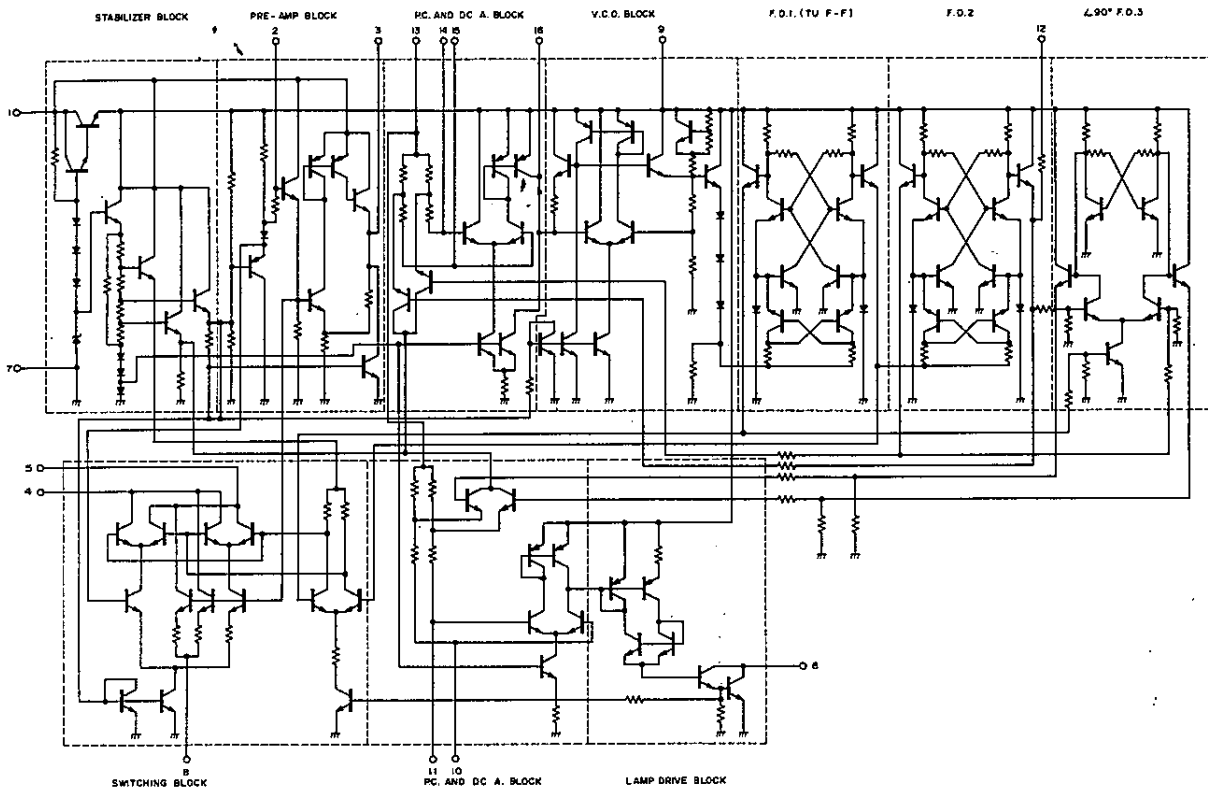 STABILIZER BLOCK
PRE-AMP BLOCK
P.C. AND DC A. BLOCK
V.C.O. BLOCK
F.D.1. (TU F-F)
F.D.2
∠90° F.D.3
2
3
13
14
15
16
9
12
1
7
5
4
6
8
11
10
SWITCHING BLOCK
P.C. AND DC A. BLOCK
LAMP DRIVE BLOCK